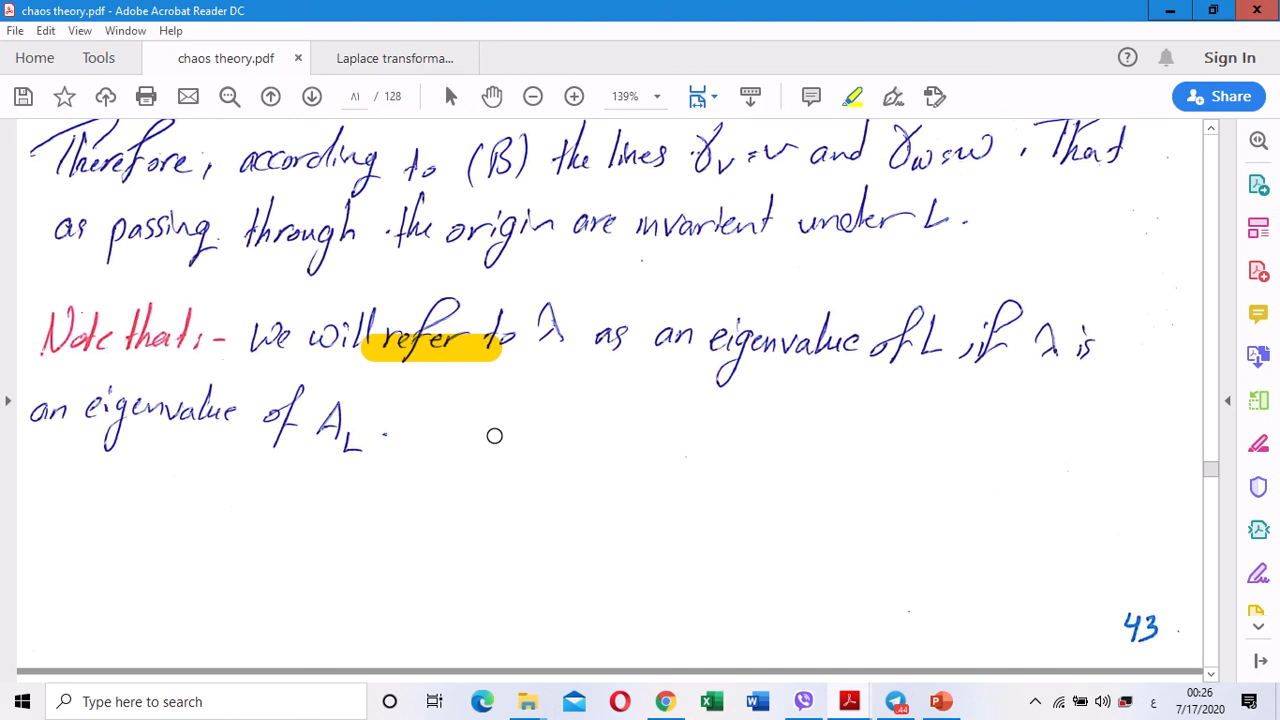 chaos theory.pdf - Adobe Acrobat Reader DC
File Edit View Window Help
Home Tools chaos theory.pdf × Laplace transforma... Sign In
٨١ / 128 139% Share
Therefore, according to (B) the lines γv = v and γw = w. That
as passing through the origin are invarient under L.
Note that:- we will refer to λ as an eigenvalue of L, if λ is
an eigenvalue of AL.
43
Type here to search
44
ع
00:26
7/17/2020